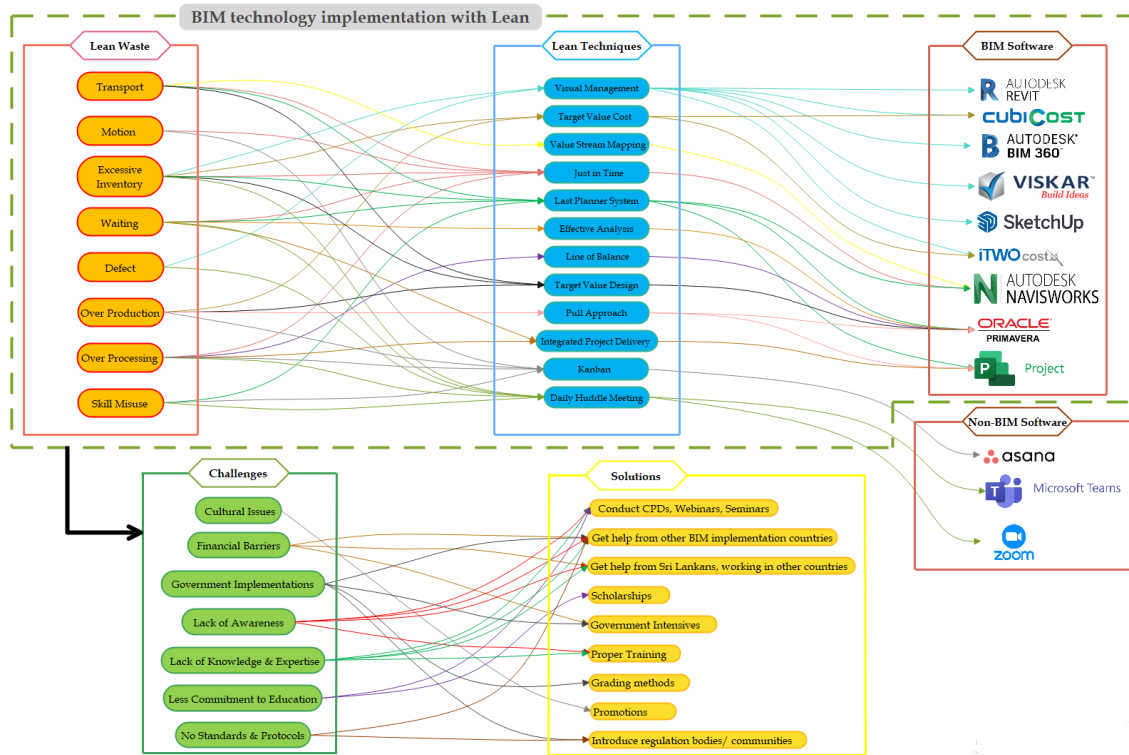 BIM technology implementation with Lean
Lean Waste
Transport
Motion
Excessive
Inventory
Waiting
Defect
Over Production
Over Processing
Skill Misuse
Lean Techniques
Visual Management
Target Value Cost
Value Stream Mapping
Just in Time
Last Planner System
Effective Analysis
Line of Balance
Target Value Design
Pull Approach
Integrated Project Delivery
Kanban
Daily Huddle Meeting
BIM Software
AUTODESK
REVIT
CUBICOST
AUTODESK
BIM 360™
VISKAR™
Build Ideas
SketchUp
iTWO costX
AUTODESK
NAVISWORKS
ORACLE
PRIMAVERA
P Project
Non-BIM Software
asana
T Microsoft Teams
zoom
Challenges
Cultural Issues
Financial Barriers
Government Implementations
Lack of Awareness
Lack of Knowledge & Expertise
Less Commitment to Education
No Standards & Protocols
Solutions
Conduct CPDs, Webinars, Seminars
Get help from other BIM implementation countries
Get help from Sri Lankans, working in other countries
Scholarships
Government Intensives
Proper Training
Grading methods
Promotions
Introduce regulation bodies/ communities